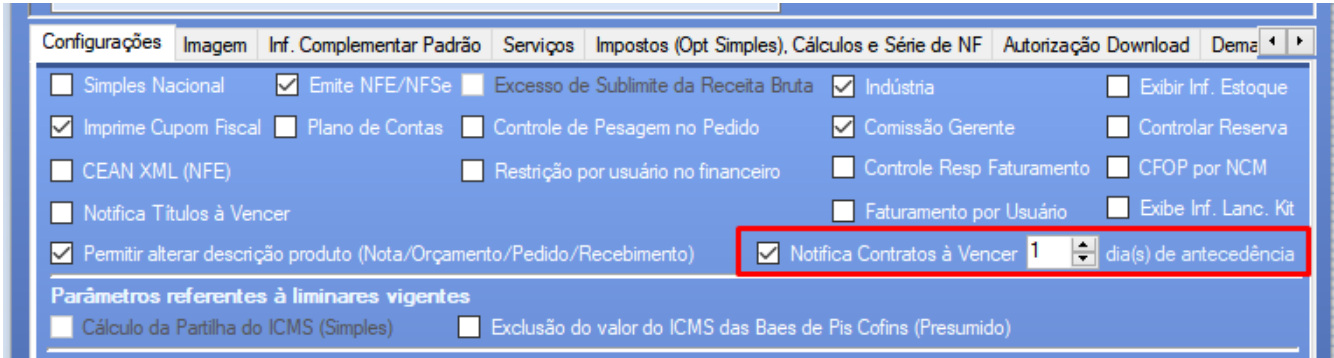 Configurações Imagem Inf. Complementar Padrão Serviços Impostos (Opt Simples), Cálculos e Série de NF Autorização Download Dema
Simples Nacional Emite NFE/NFSe Excesso de Sublimite da Receita Bruta Indústria Exibir Inf. Estoque
Imprime Cupom Fiscal Plano de Contas Controle de Pesagem no Pedido Comissão Gerente Controlar Reserva
CEAN XML (NFE) Restrição por usuário no financeiro Controle Resp Faturamento CFOP por NCM
Notifica Títulos à Vencer Faturamento por Usuário Exibe Inf. Lanc. Kit
Permitir alterar descrição produto (Nota/Orçamento/Pedido/Recebimento) Notifica Contratos à Vencer 1 dia(s) de antecedência
Parâmetros referentes à liminares vigentes
Cálculo da Partilha do ICMS (Simples) Exclusão do valor do ICMS das Baes de Pis Cofins (Presumido)